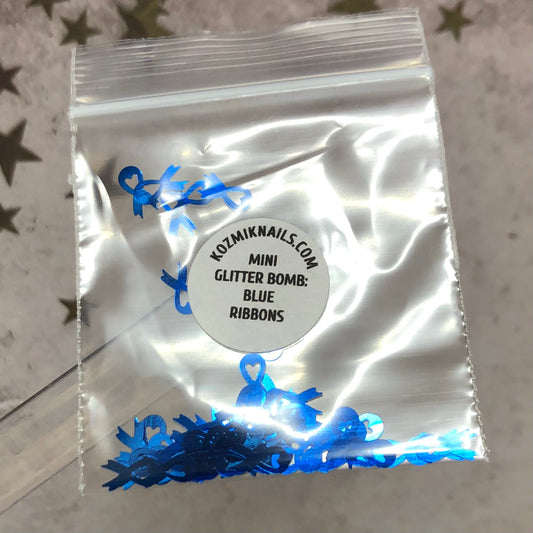 KOZMIKNAILS.COM
MINI
GLITTER BOMB:
BLUE
RIBBONS